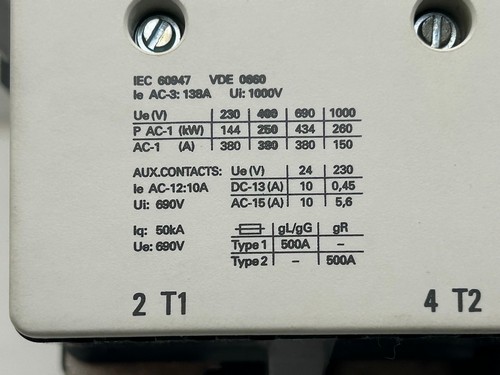 IEC 60947 VDE 0660
Ie AC-3: 138A Ui: 1000V
Ue (V) 230 400 690 1000
P AC-1 (kW) 144 250 434 260
AC-1 (A) 380 380 380 150
AUX.CONTACTS: Ue (V) 24 230
Ie AC-12:10A DC-13 (A) 10 0,45
Ui: 690V AC-15 (A) 10 5,6
Iq: 50kA gL/gG gR
Ue: 690V Type 1 500A –
Type 2 – 500A
2 T1 4 T2